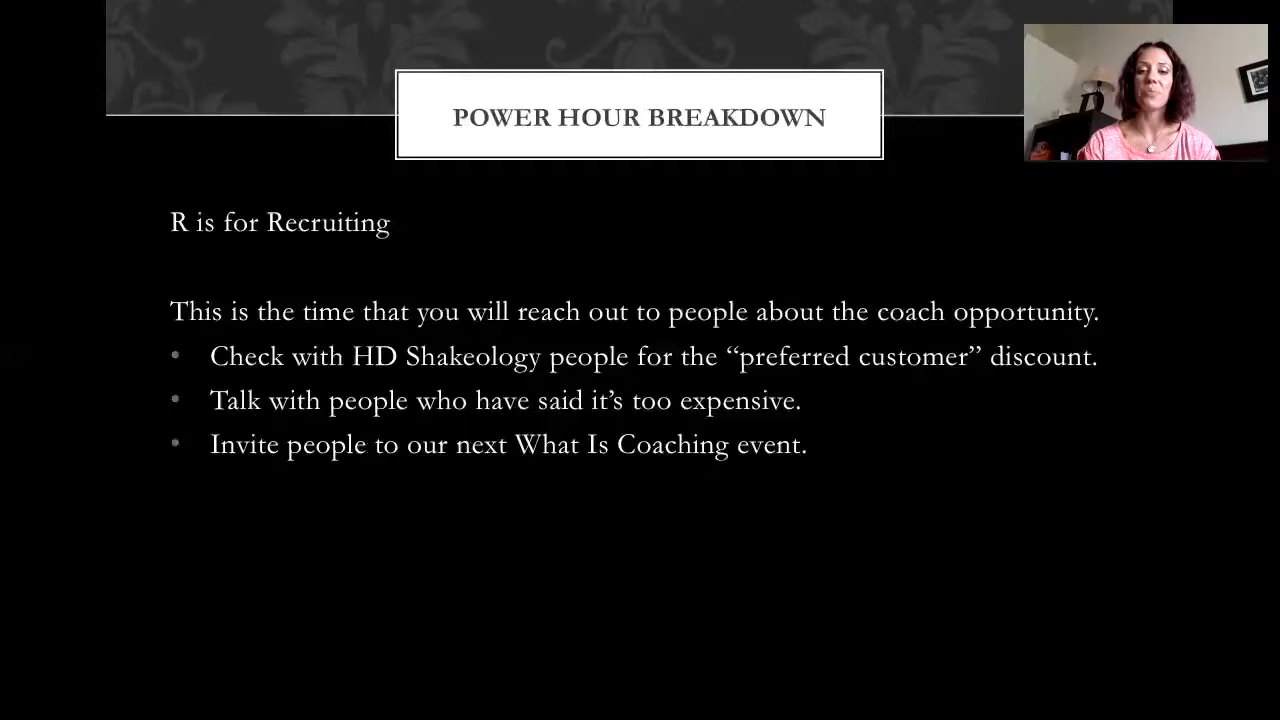 POWER HOUR BREAKDOWN
R is for Recruiting
This is the time that you will reach out to people about the coach opportunity.
• Check with HD Shakeology people for the “preferred customer” discount.
• Talk with people who have said it’s too expensive.
• Invite people to our next What Is Coaching event.